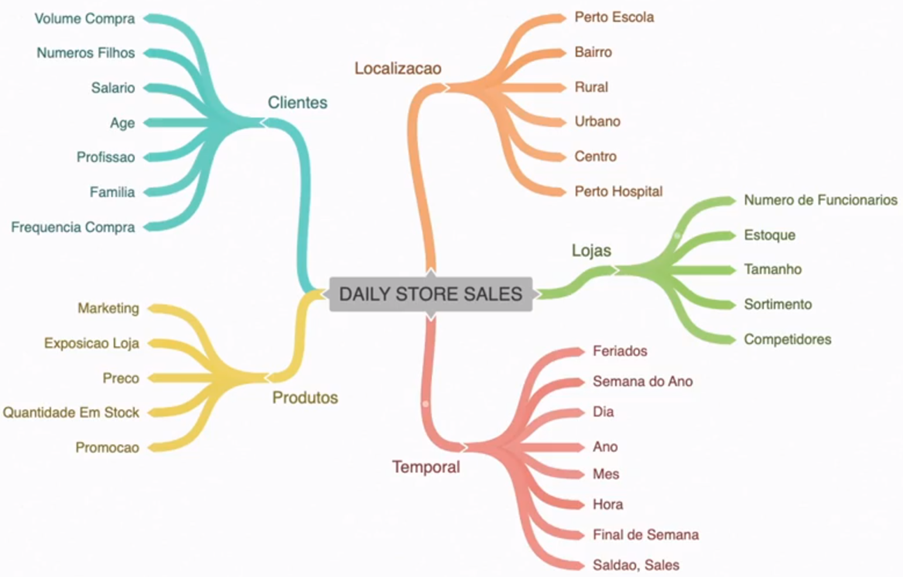 DAILY STORE SALES
Clientes
Volume Compra
Numeros Filhos
Salario
Age
Profissao
Familia
Frequencia Compra
Produtos
Marketing
Exposicao Loja
Preco
Quantidade Em Stock
Promocao
Localizacao
Perto Escola
Bairro
Rural
Urbano
Centro
Perto Hospital
Lojas
Numero de Funcionarios
Estoque
Tamanho
Sortimento
Competidores
Temporal
Feriados
Semana do Ano
Dia
Ano
Mes
Hora
Final de Semana
Saldao, Sales